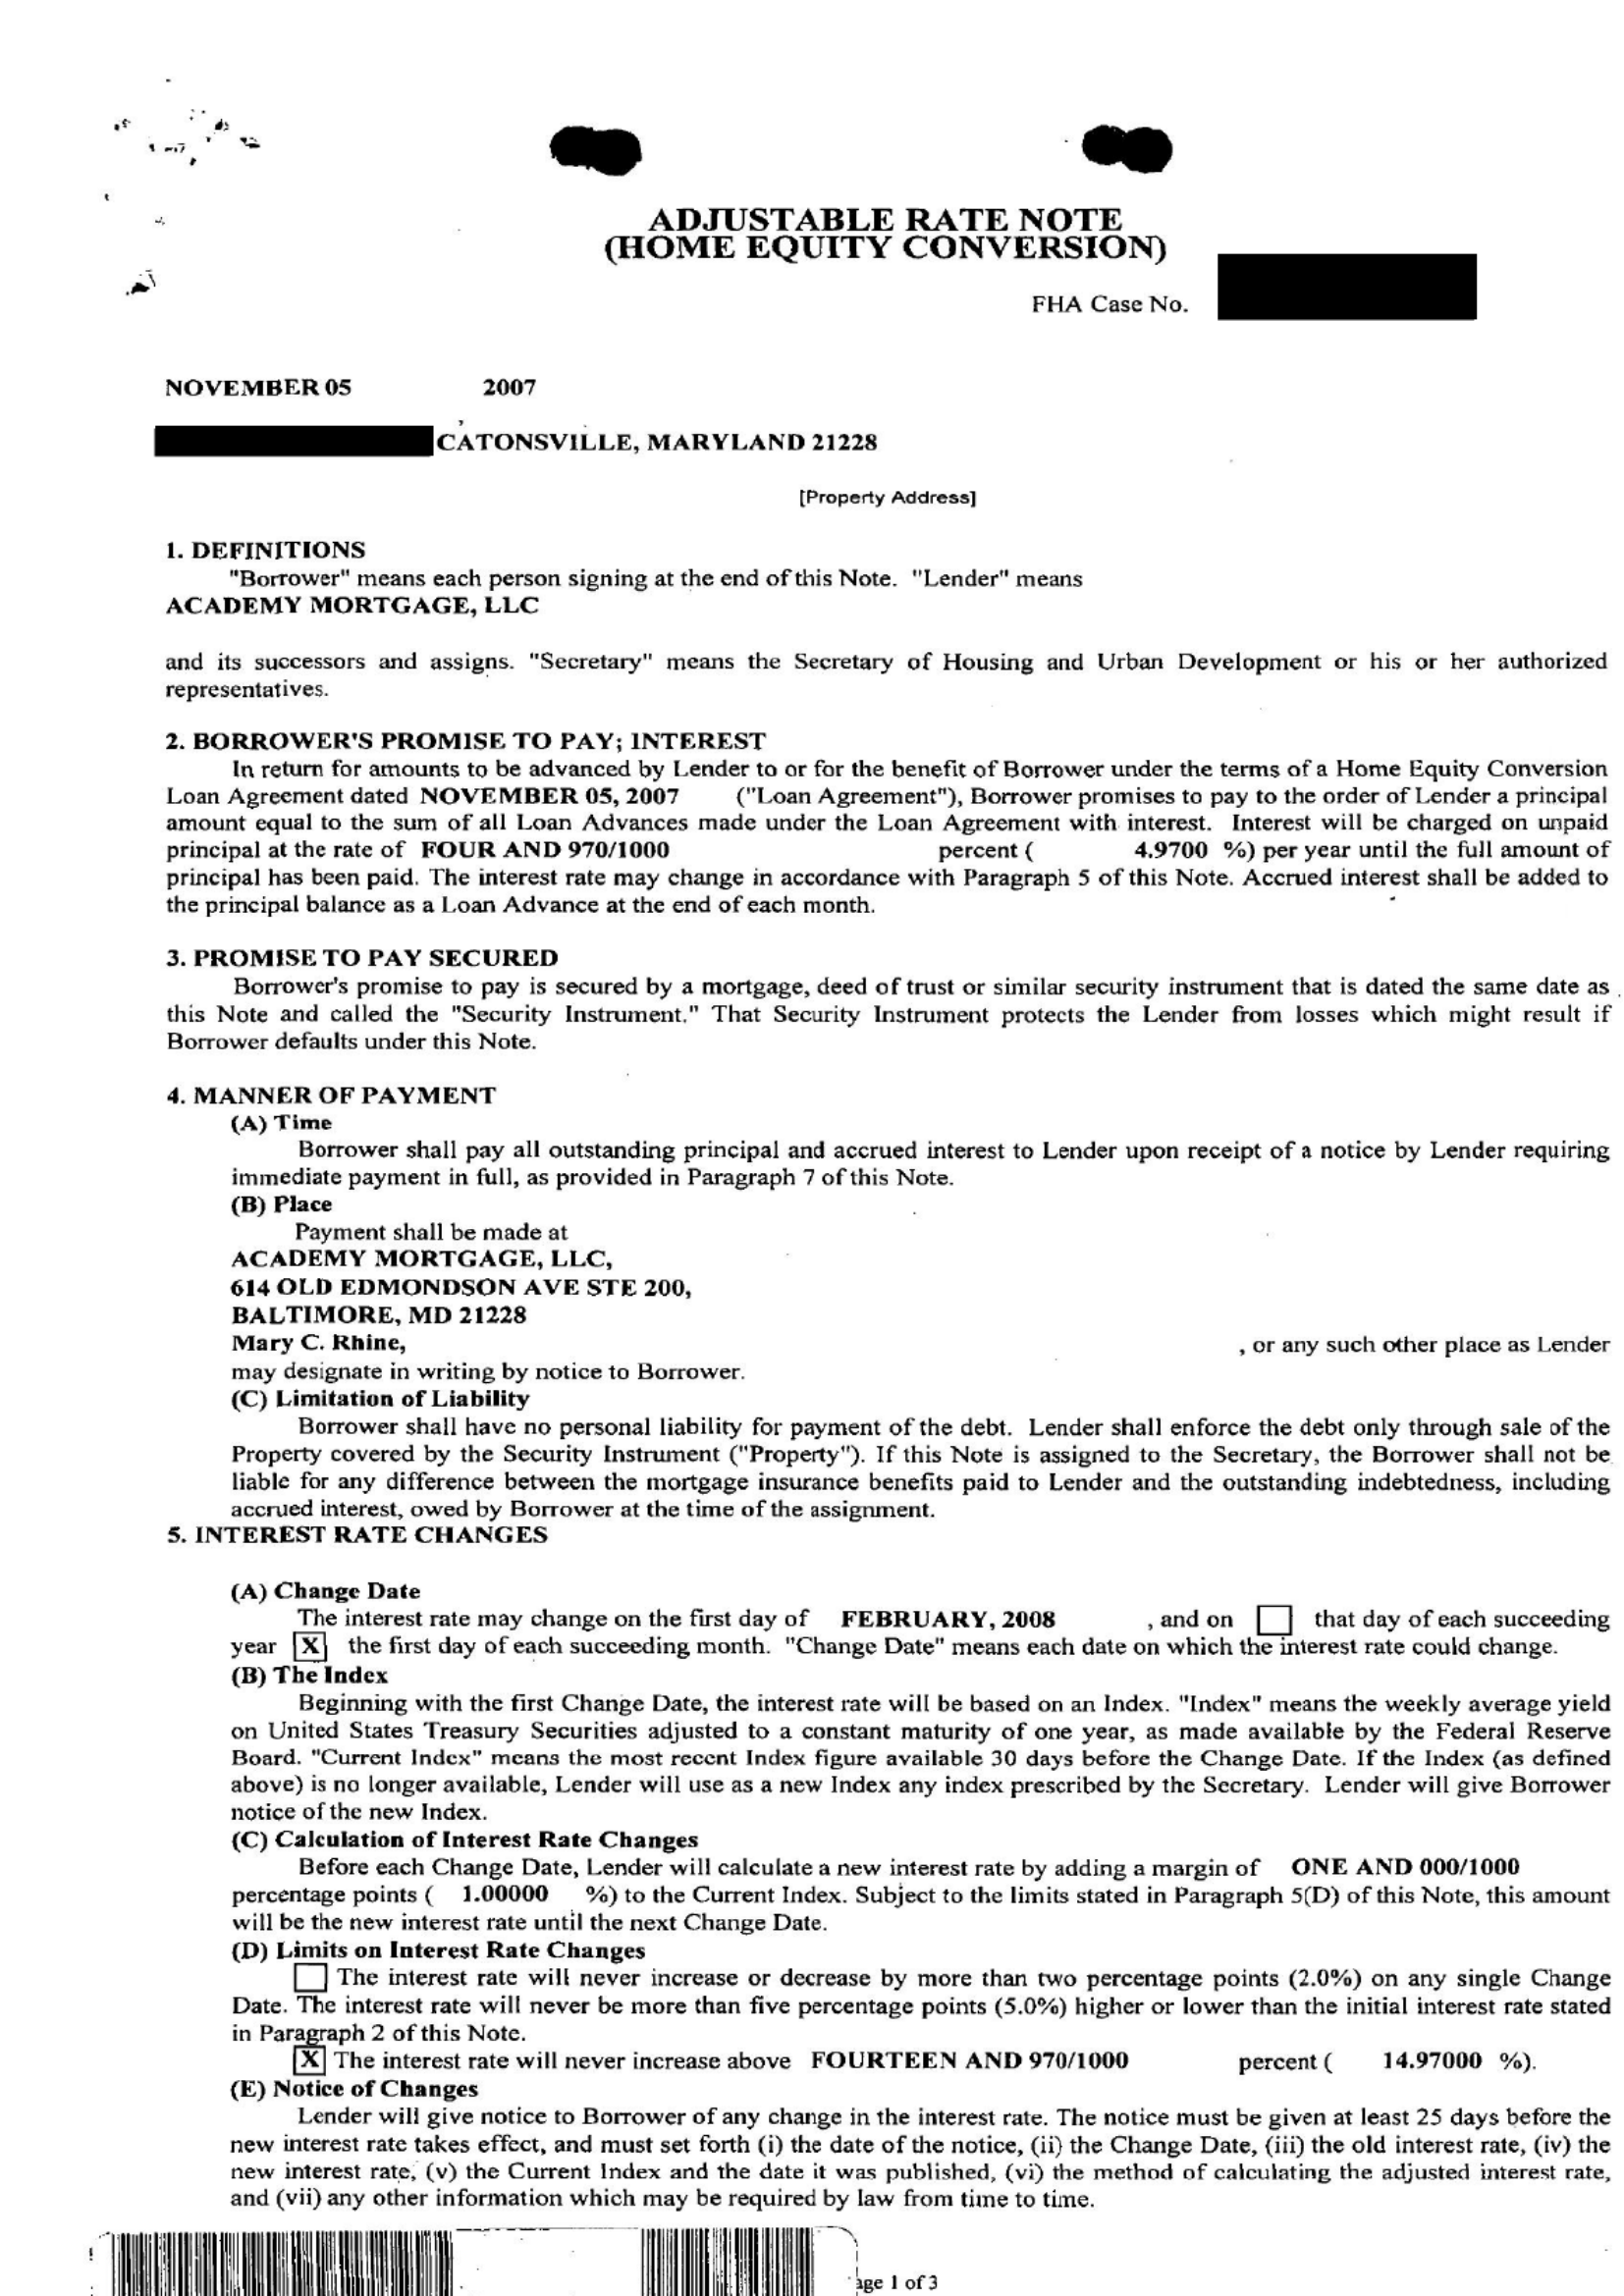 ADJUSTABLE RATE NOTE
(HOME EQUITY CONVERSION)
FHA Case No.
NOVEMBER 05 2007
, CATONSVILLE, MARYLAND 21228
[Property Address]
1. DEFINITIONS
"Borrower" means each person signing at the end of this Note. "Lender" means
ACADEMY MORTGAGE, LLC
and its successors and assigns. "Secretary" means the Secretary of Housing and Urban Development or his or her authorized
representatives.
2. BORROWER'S PROMISE TO PAY; INTEREST
In return for amounts to be advanced by Lender to or for the benefit of Borrower under the terms of a Home Equity Conversion
Loan Agreement dated NOVEMBER 05, 2007 ("Loan Agreement"), Borrower promises to pay to the order of Lender a principal
amount equal to the sum of all Loan Advances made under the Loan Agreement with interest. Interest will be charged on unpaid
principal at the rate of FOUR AND 970/1000 percent ( 4.9700 %) per year until the full amount of
principal has been paid. The interest rate may change in accordance with Paragraph 5 of this Note. Accrued interest shall be added to
the principal balance as a Loan Advance at the end of each month.
3. PROMISE TO PAY SECURED
Borrower's promise to pay is secured by a mortgage, deed of trust or similar security instrument that is dated the same date as
this Note and called the "Security Instrument." That Security Instrument protects the Lender from losses which might result if
Borrower defaults under this Note.
4. MANNER OF PAYMENT
(A) Time
Borrower shall pay all outstanding principal and accrued interest to Lender upon receipt of a notice by Lender requiring
immediate payment in full, as provided in Paragraph 7 of this Note.
(B) Place
Payment shall be made at
ACADEMY MORTGAGE, LLC,
614 OLD EDMONDSON AVE STE 200,
BALTIMORE, MD 21228
Mary C. Rhine, , or any such other place as Lender
may designate in writing by notice to Borrower.
(C) Limitation of Liability
Borrower shall have no personal liability for payment of the debt. Lender shall enforce the debt only through sale of the
Property covered by the Security Instrument ("Property"). If this Note is assigned to the Secretary, the Borrower shall not be
liable for any difference between the mortgage insurance benefits paid to Lender and the outstanding indebtedness, including
accrued interest, owed by Borrower at the time of the assignment.
5. INTEREST RATE CHANGES
(A) Change Date
The interest rate may change on the first day of FEBRUARY, 2008 , and on that day of each succeeding
year X the first day of each succeeding month. "Change Date" means each date on which the interest rate could change.
(B) The Index
Beginning with the first Change Date, the interest rate will be based on an Index. "Index" means the weekly average yield
on United States Treasury Securities adjusted to a constant maturity of one year, as made available by the Federal Reserve
Board. "Current Index" means the most recent Index figure available 30 days before the Change Date. If the Index (as defined
above) is no longer available, Lender will use as a new Index any index prescribed by the Secretary. Lender will give Borrower
notice of the new Index.
(C) Calculation of Interest Rate Changes
Before each Change Date, Lender will calculate a new interest rate by adding a margin of ONE AND 000/1000
percentage points ( 1.00000 %) to the Current Index. Subject to the limits stated in Paragraph 5(D) of this Note, this amount
will be the new interest rate until the next Change Date.
(D) Limits on Interest Rate Changes
The interest rate will never increase or decrease by more than two percentage points (2.0%) on any single Change
Date. The interest rate will never be more than five percentage points (5.0%) higher or lower than the initial interest rate stated
in Paragraph 2 of this Note.
X The interest rate will never increase above FOURTEEN AND 970/1000 percent ( 14.97000 %).
(E) Notice of Changes
Lender will give notice to Borrower of any change in the interest rate. The notice must be given at least 25 days before the
new interest rate takes effect, and must set forth (i) the date of the notice, (ii) the Change Date, (iii) the old interest rate, (iv) the
new interest rate, (v) the Current Index and the date it was published, (vi) the method of calculating the adjusted interest rate,
and (vii) any other information which may be required by law from time to time.
age 1 of 3